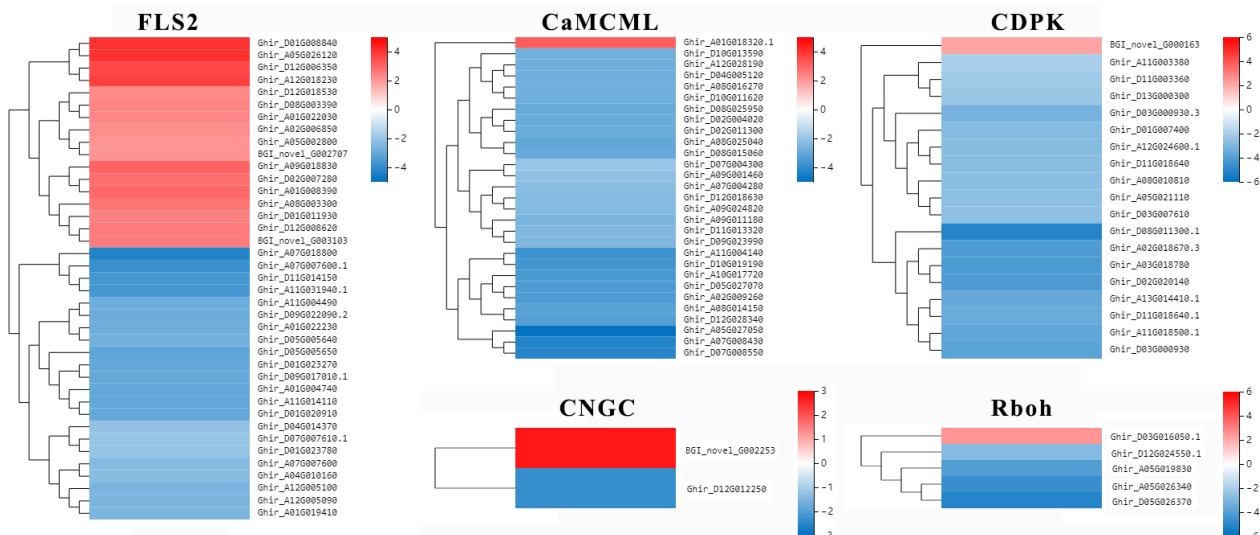 FLS2
Ghir_D01G008840
Ghir_A05G026120
Ghir_D12G006350
Ghir_A12G018230
Ghir_D12G018530
Ghir_D08G003390
Ghir_A01G022030
Ghir_A02G006850
Ghir_A05G002800
BGI_novel_G002707
Ghir_A09G018830
Ghir_D02G007280
Ghir_A01G008390
Ghir_A08G003300
Ghir_D01G011930
Ghir_D12G008620
BGI_novel_G003103
Ghir_A07G018800
Ghir_A07G007600.1
Ghir_D11G014150
Ghir_A11G031940.1
Ghir_A11G004490
Ghir_D09G022090.2
Ghir_A01G022230
Ghir_D05G005640
Ghir_D05G005650
Ghir_D01G023270
Ghir_D09G017010.1
Ghir_A01G004740
Ghir_A11G014110
Ghir_D01G020910
Ghir_D04G014370
Ghir_D07G007610.1
Ghir_D01G023780
Ghir_A07G007600
Ghir_A04G010160
Ghir_A12G005100
Ghir_A12G005090
Ghir_A01G019410
4
2
0
−2
−4
CaMCML
Ghir_A01G018320.1
Ghir_D10G013590
Ghir_A12G028190
Ghir_D04G005120
Ghir_A08G016270
Ghir_D10G011620
Ghir_D08G025950
Ghir_D02G004020
Ghir_D02G011300
Ghir_A08G025040
Ghir_D08G015060
Ghir_D07G004300
Ghir_A09G001460
Ghir_A07G004280
Ghir_D12G018630
Ghir_A09G024820
Ghir_A09G011180
Ghir_D11G013320
Ghir_D09G023990
Ghir_A11G004140
Ghir_D10G019190
Ghir_A10G017720
Ghir_D05G027070
Ghir_A02G009260
Ghir_A08G014150
Ghir_D12G028340
Ghir_A05G027050
Ghir_A07G008430
Ghir_D07G008550
4
2
0
−2
−4
CDPK
BGI_novel_G000163
Ghir_A11G003380
Ghir_D11G003360
Ghir_D13G000300
Ghir_D03G000930.3
Ghir_D01G007400
Ghir_A12G024600.1
Ghir_D11G018640
Ghir_A08G010810
Ghir_A05G021110
Ghir_D03G007610
Ghir_D08G011300.1
Ghir_A02G018670.3
Ghir_A03G018780
Ghir_D02G020140
Ghir_A13G014410.1
Ghir_D11G018640.1
Ghir_A11G018500.1
Ghir_D03G000930
6
4
2
0
−2
−4
−6
CNGC
BGI_novel_G002253
Ghir_D12G012250
3
2
1
0
−1
−2
−3
Rboh
Ghir_D03G016050.1
Ghir_D12G024550.1
Ghir_A05G019830
Ghir_A05G026340
Ghir_D05G026370
6
4
2
0
−2
−4
−6